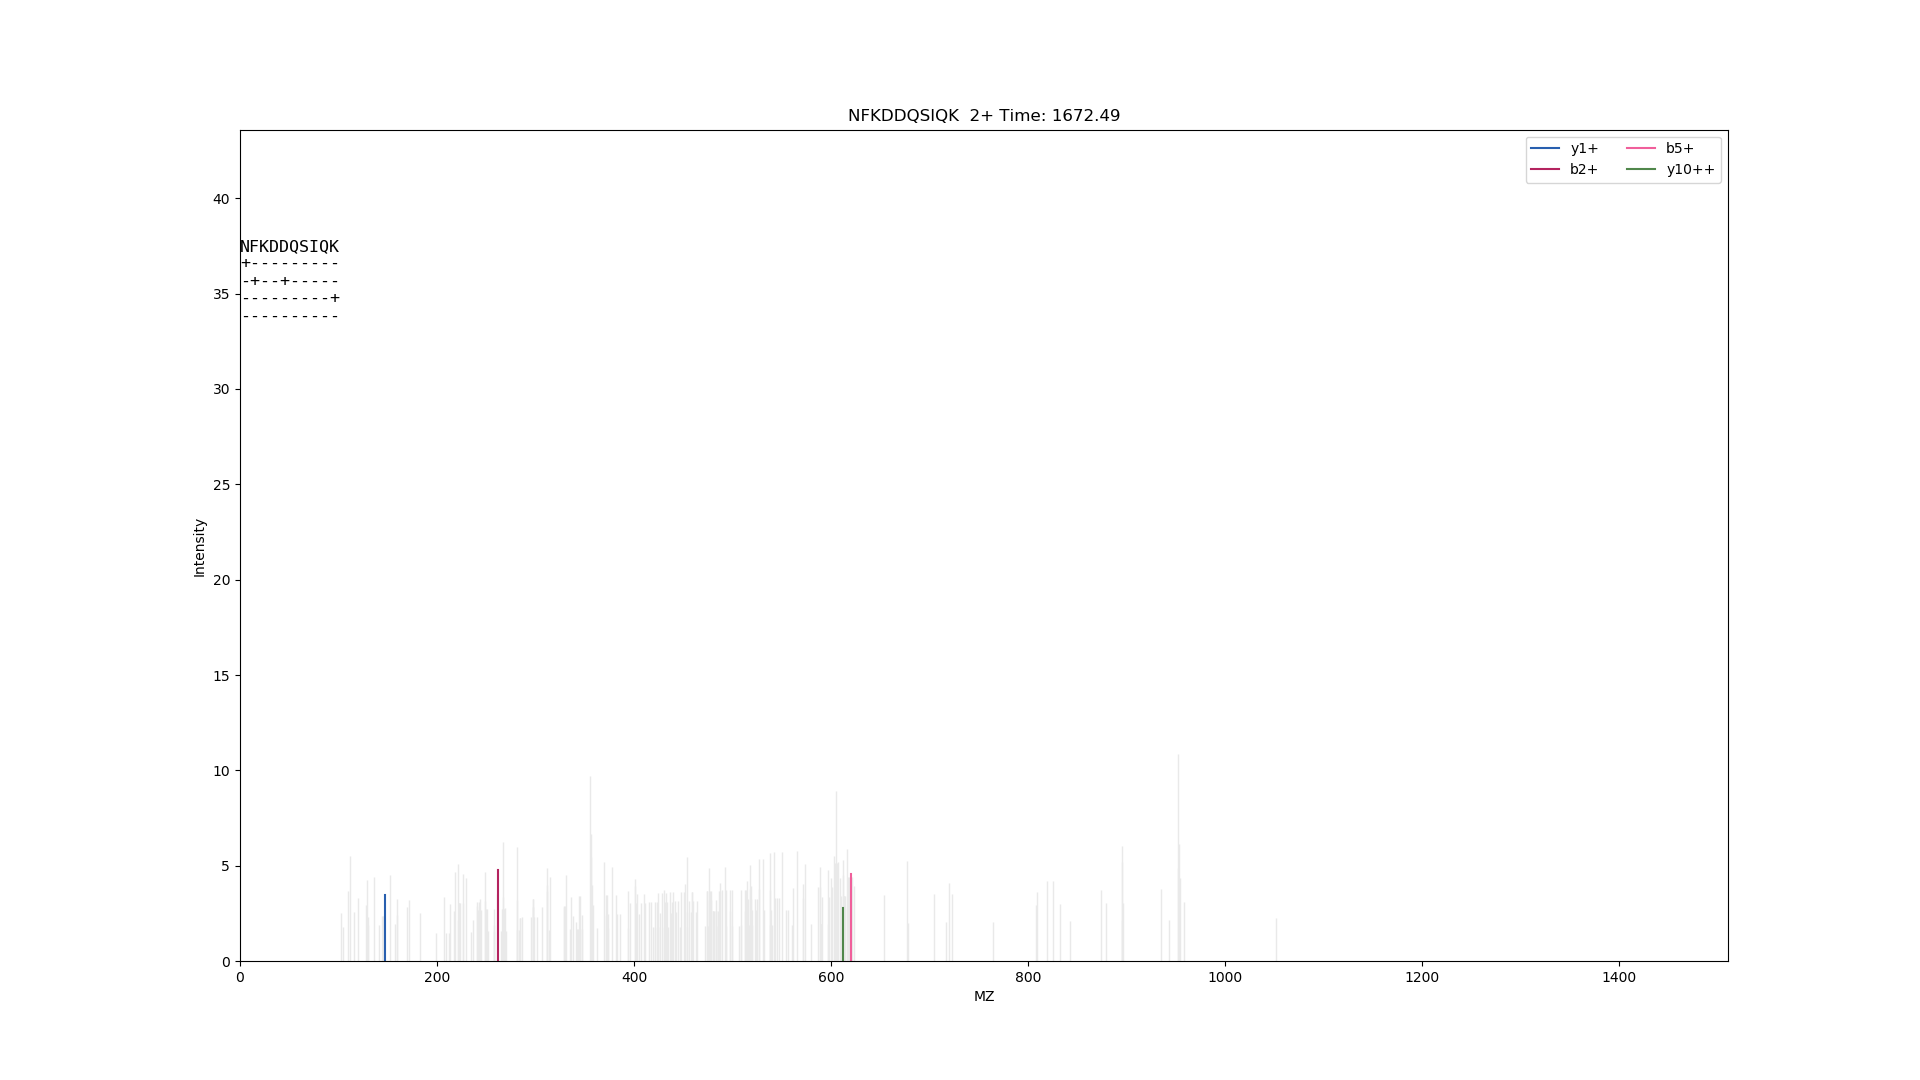 NFKDDQSIQK  2+ Time: 1672.49
y1+ b5+
b2+ y10++
40
NFKDDQSIQK
+---------
-+--+-----
35
---------+
----------
30
25
Intensity
20
15
10
5
0
0 200 400 600 800 1000 1200 1400
MZ